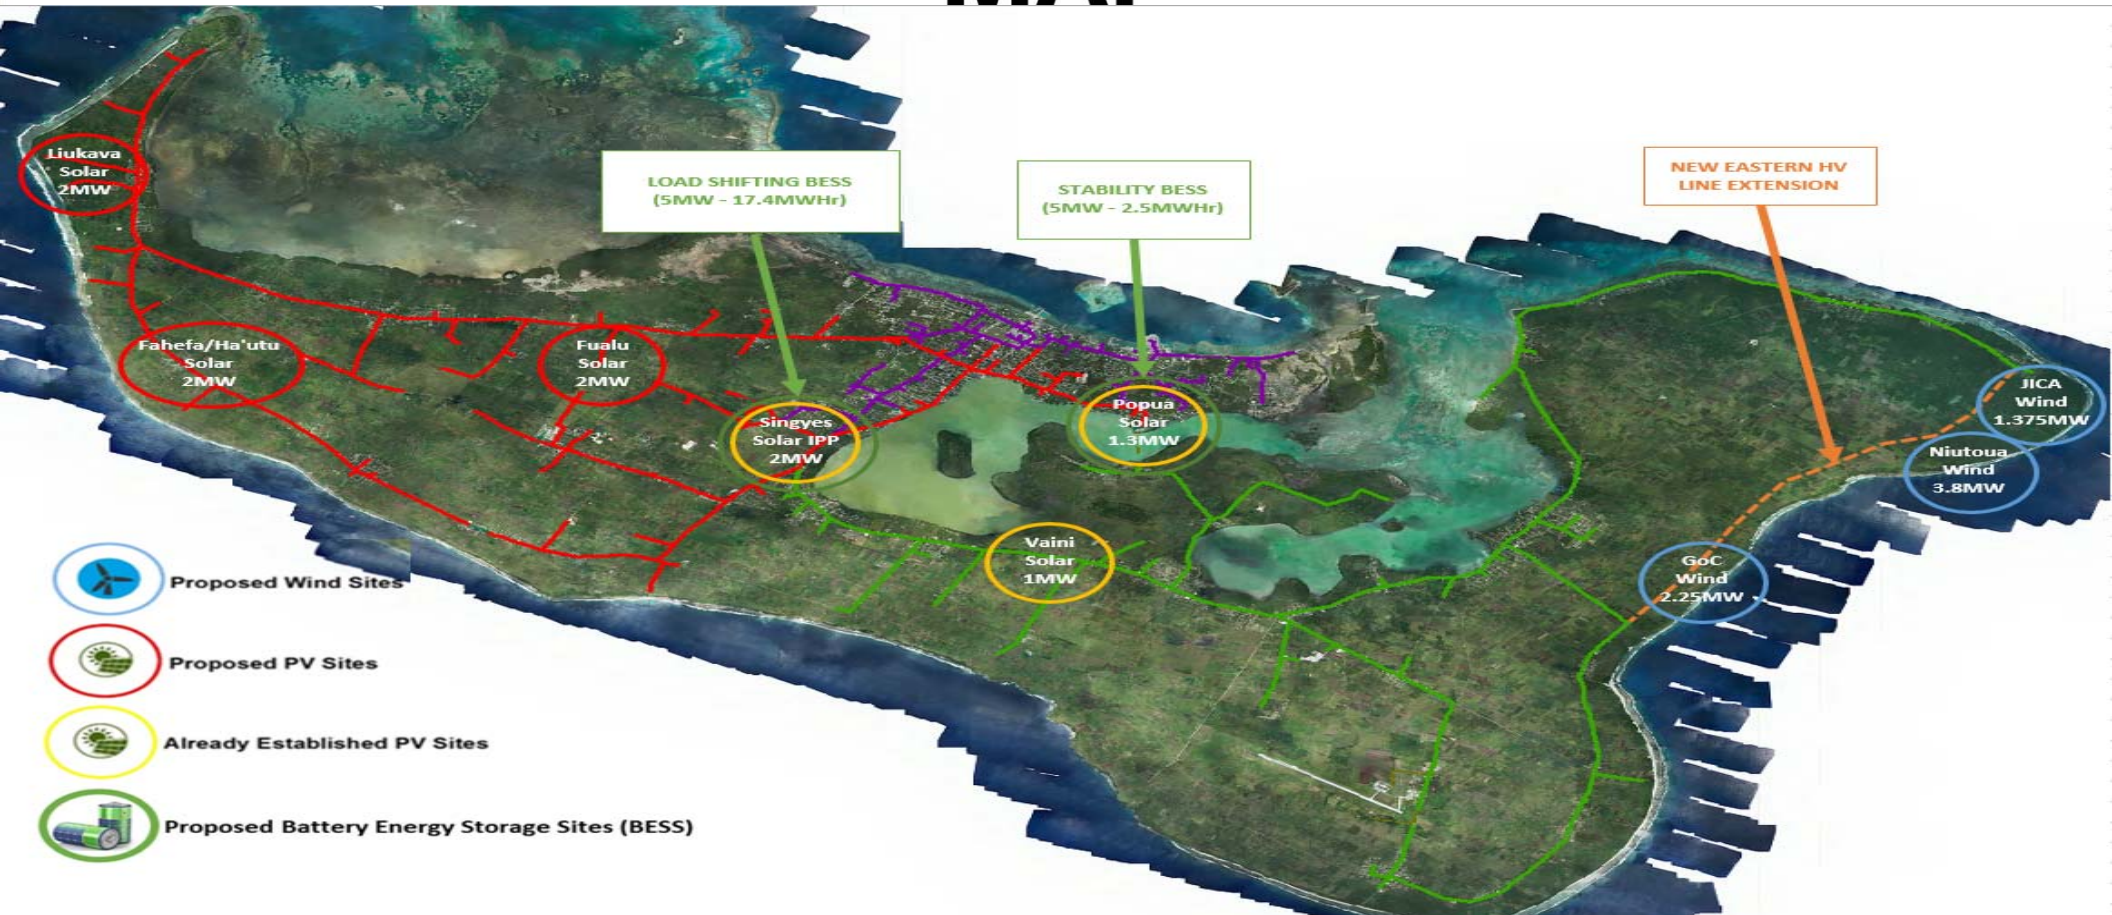 Liukava
Solar
2MW
LOAD SHIFTING BESS
(5MW - 17.4MWHr)
STABILITY BESS
(5MW - 2.5MWHr)
NEW EASTERN HV
LINE EXTENSION
Fahefa/Ha'utu
Solar
2MW
Fualu
Solar
2MW
Singyes
Solar IPP
2MW
Popua
Solar
1.3MW
JICA
Wind
1.375MW
Niutoua
Wind
3.8MW
Vaini
Solar
1MW
GoC
Wind
2.25MW
Proposed Wind Sites
Proposed PV Sites
Already Established PV Sites
Proposed Battery Energy Storage Sites (BESS)